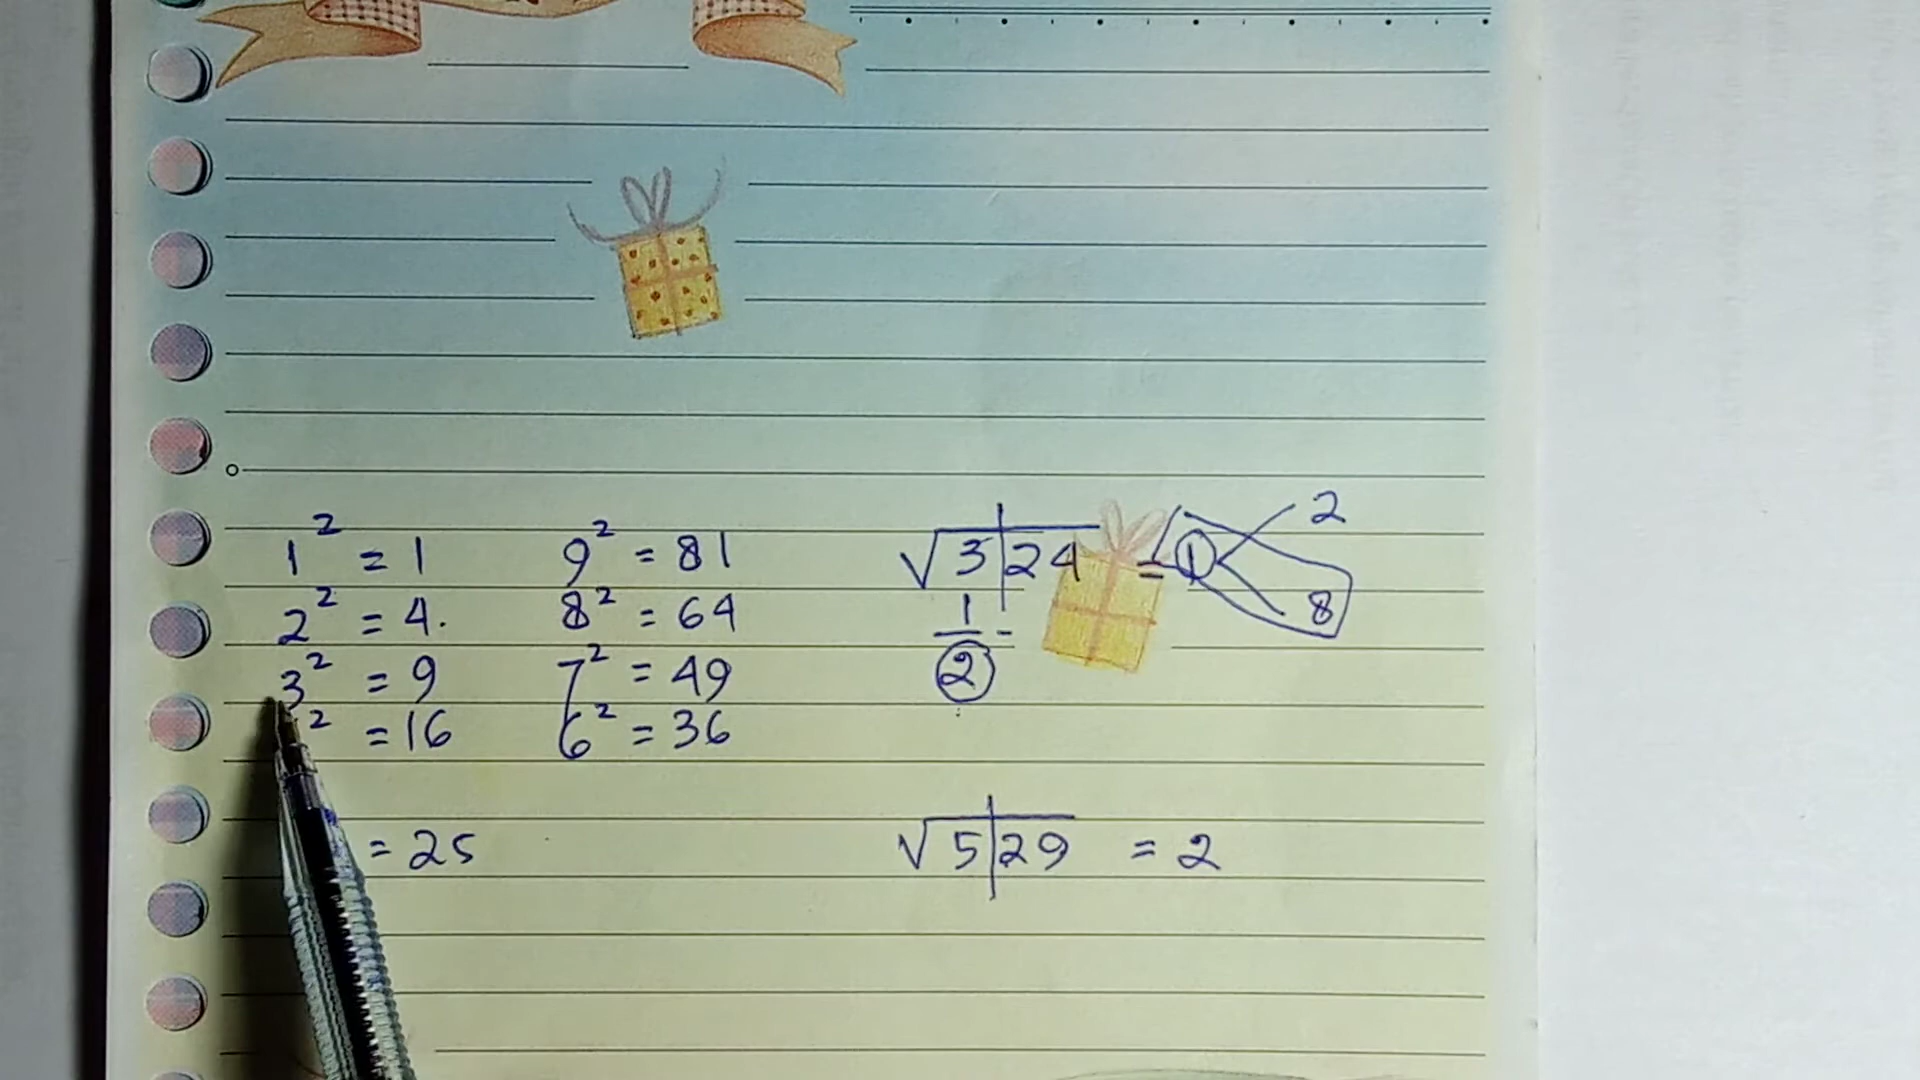 1² = 1
2² = 4.
3² = 9
² = 16
= 25
9² = 81
8² = 64
7² = 49
6² = 36
√3|24 = 1 2
8
1
2
√5|29 = 2